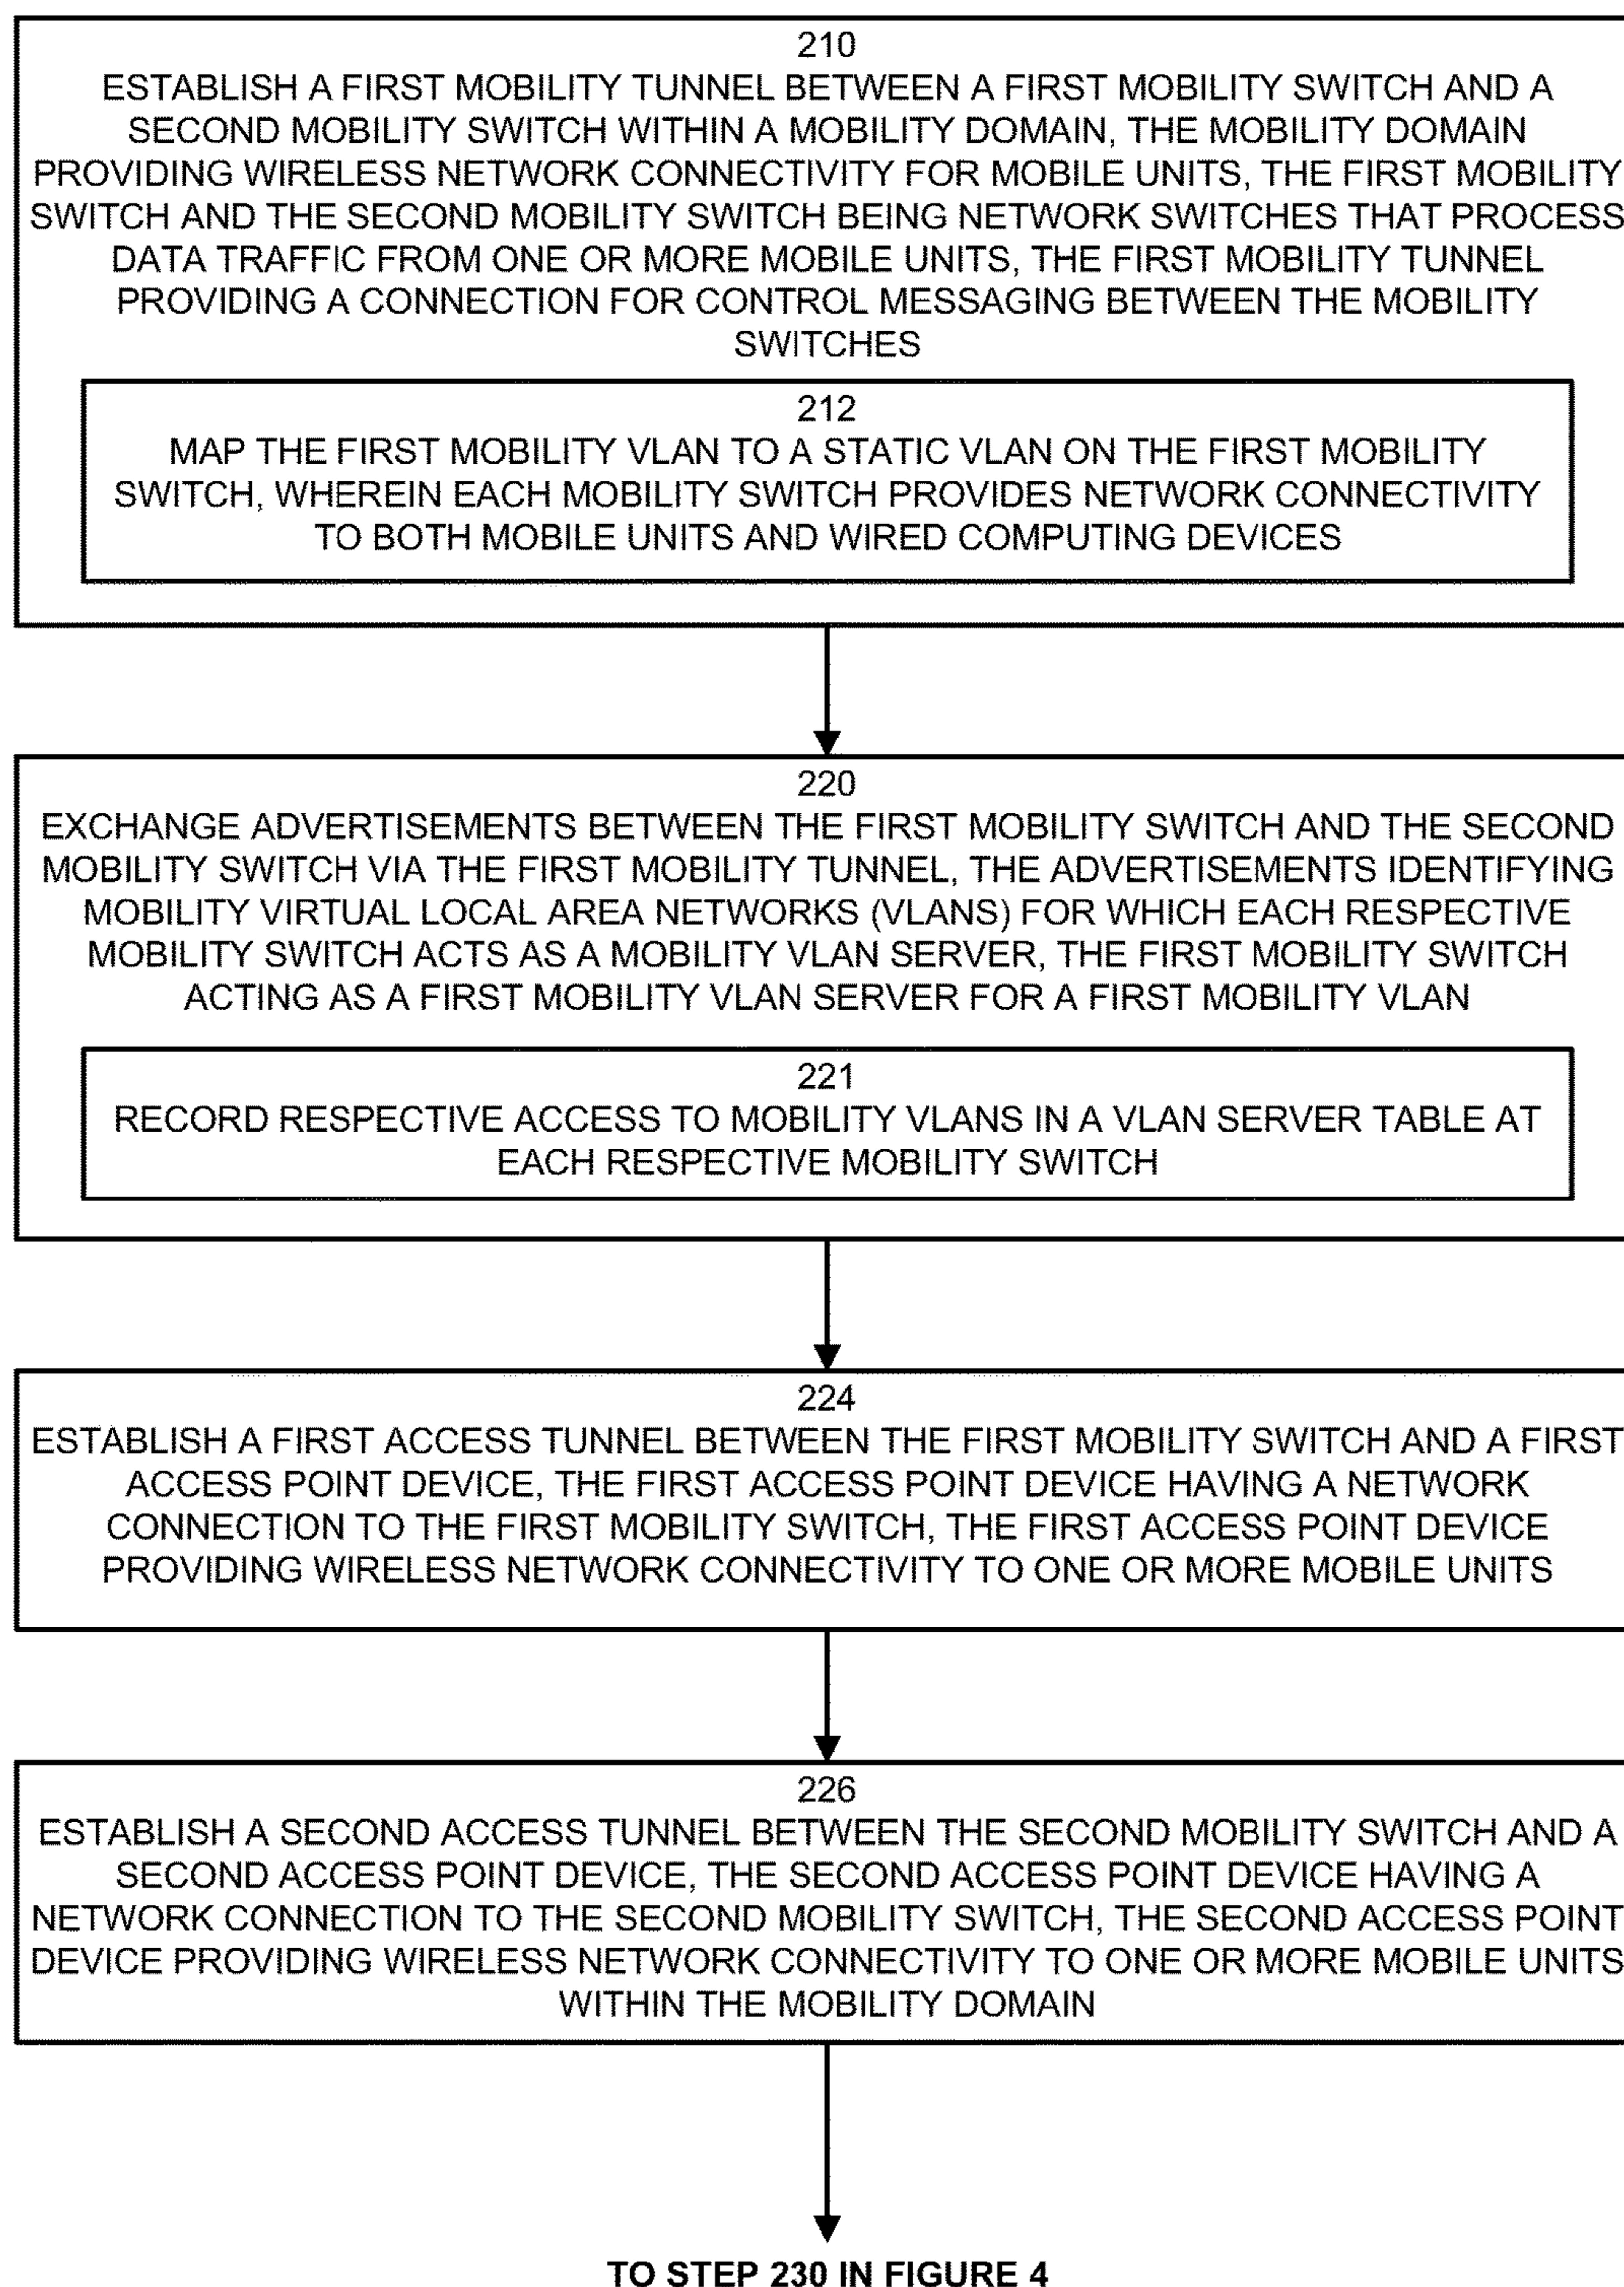 210
ESTABLISH A FIRST MOBILITY TUNNEL BETWEEN A FIRST MOBILITY SWITCH AND A
SECOND MOBILITY SWITCH WITHIN A MOBILITY DOMAIN, THE MOBILITY DOMAIN
PROVIDING WIRELESS NETWORK CONNECTIVITY FOR MOBILE UNITS, THE FIRST MOBILITY
SWITCH AND THE SECOND MOBILITY SWITCH BEING NETWORK SWITCHES THAT PROCESS
DATA TRAFFIC FROM ONE OR MORE MOBILE UNITS, THE FIRST MOBILITY TUNNEL
PROVIDING A CONNECTION FOR CONTROL MESSAGING BETWEEN THE MOBILITY
SWITCHES
212
MAP THE FIRST MOBILITY VLAN TO A STATIC VLAN ON THE FIRST MOBILITY
SWITCH, WHEREIN EACH MOBILITY SWITCH PROVIDES NETWORK CONNECTIVITY
TO BOTH MOBILE UNITS AND WIRED COMPUTING DEVICES
220
EXCHANGE ADVERTISEMENTS BETWEEN THE FIRST MOBILITY SWITCH AND THE SECOND
MOBILITY SWITCH VIA THE FIRST MOBILITY TUNNEL, THE ADVERTISEMENTS IDENTIFYING
MOBILITY VIRTUAL LOCAL AREA NETWORKS (VLANS) FOR WHICH EACH RESPECTIVE
MOBILITY SWITCH ACTS AS A MOBILITY VLAN SERVER, THE FIRST MOBILITY SWITCH
ACTING AS A FIRST MOBILITY VLAN SERVER FOR A FIRST MOBILITY VLAN
221
RECORD RESPECTIVE ACCESS TO MOBILITY VLANS IN A VLAN SERVER TABLE AT
EACH RESPECTIVE MOBILITY SWITCH
224
ESTABLISH A FIRST ACCESS TUNNEL BETWEEN THE FIRST MOBILITY SWITCH AND A FIRST
ACCESS POINT DEVICE, THE FIRST ACCESS POINT DEVICE HAVING A NETWORK
CONNECTION TO THE FIRST MOBILITY SWITCH, THE FIRST ACCESS POINT DEVICE
PROVIDING WIRELESS NETWORK CONNECTIVITY TO ONE OR MORE MOBILE UNITS
226
ESTABLISH A SECOND ACCESS TUNNEL BETWEEN THE SECOND MOBILITY SWITCH AND A
SECOND ACCESS POINT DEVICE, THE SECOND ACCESS POINT DEVICE HAVING A
NETWORK CONNECTION TO THE SECOND MOBILITY SWITCH, THE SECOND ACCESS POINT
DEVICE PROVIDING WIRELESS NETWORK CONNECTIVITY TO ONE OR MORE MOBILE UNITS
WITHIN THE MOBILITY DOMAIN
TO STEP 230 IN FIGURE 4